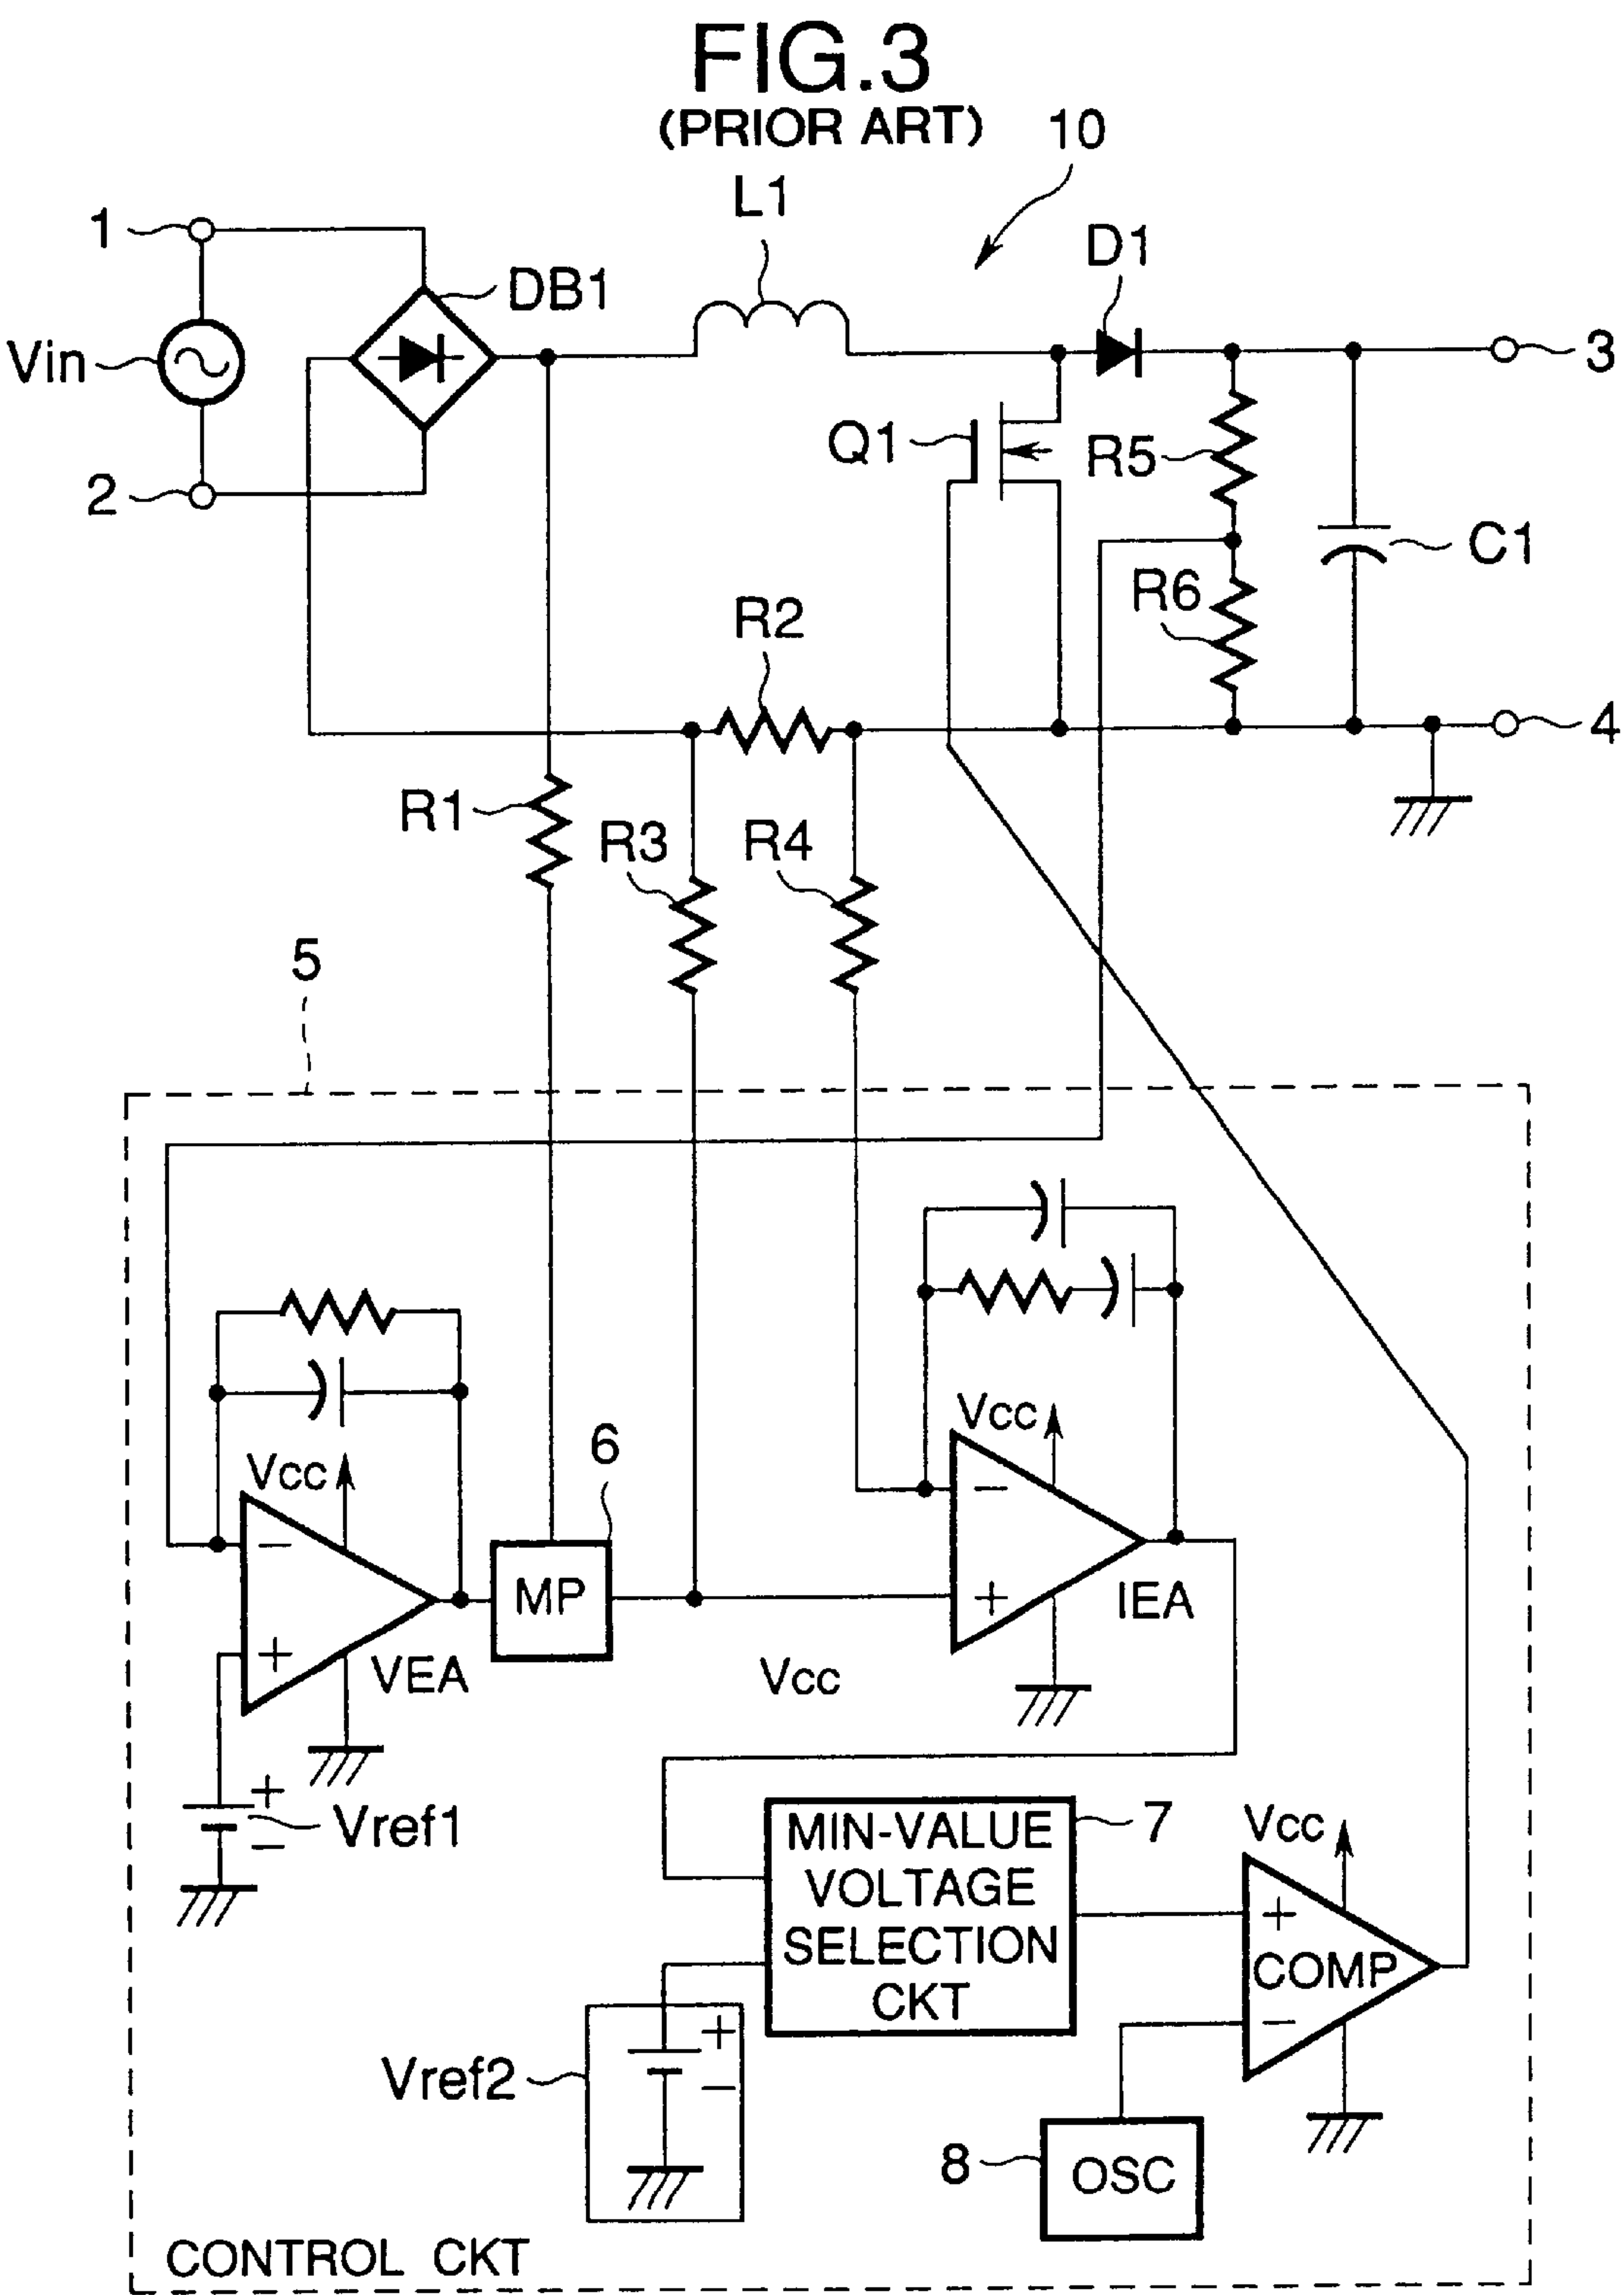 FIG.3
(PRIOR ART)
10
L1
1
D1
DB1
Vin
3
Q1
R5
2
C1
R6
R2
4
R1
R3
R4
5
Vcc
Vcc
6
−
−
MP
+
IEA
+
VEA
Vcc
+
Vref1
−
MIN-VALUE
VOLTAGE
SELECTION
CKT
7
Vcc
+
COMP
−
+
Vref2
−
8
OSC
CONTROL CKT